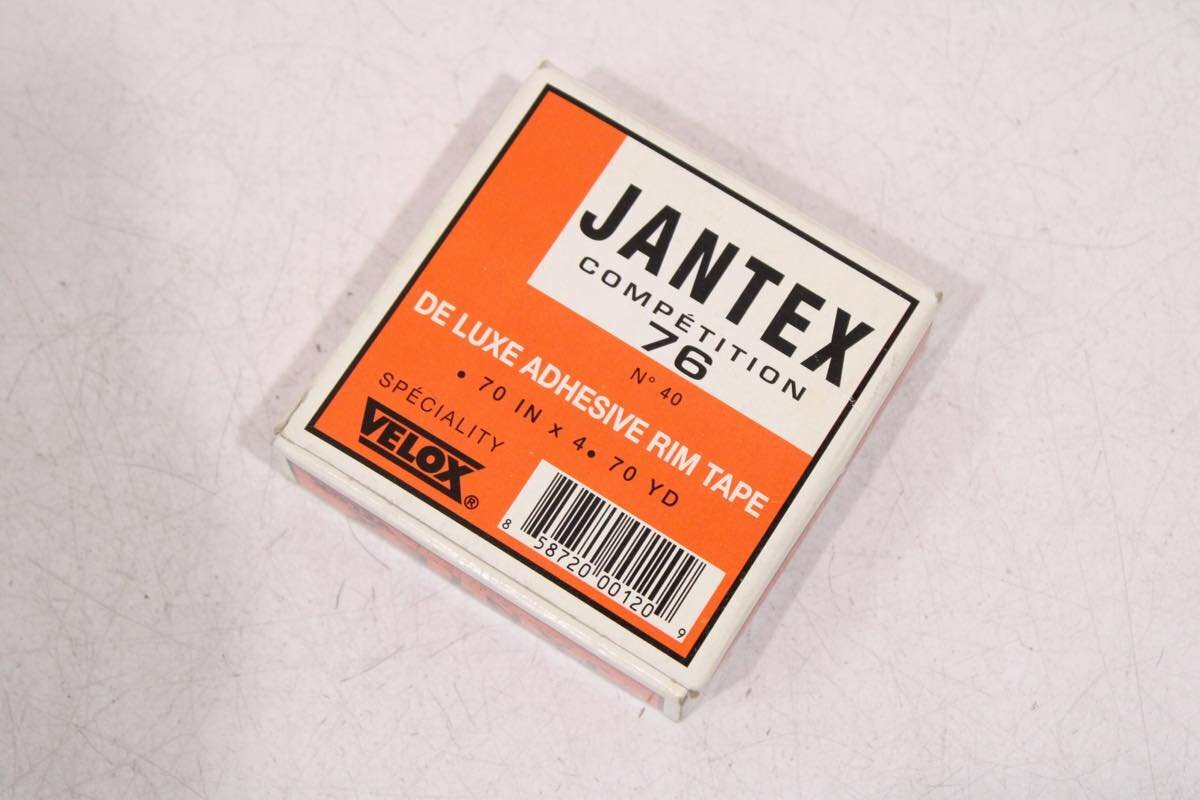 JANTEX
COMPÉTITION
76
N° 40
DE LUXE ADHESIVE RIM TAPE
• 70 IN x 4• 70 YD
SPÉCIALITY
VELOX®
8 58720 00120 9